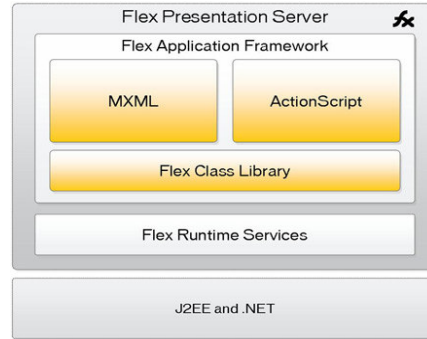 Flex Presentation Server
Flex Application Framework
MXML
ActionScript
Flex Class Library
Flex Runtime Services
J2EE and .NET